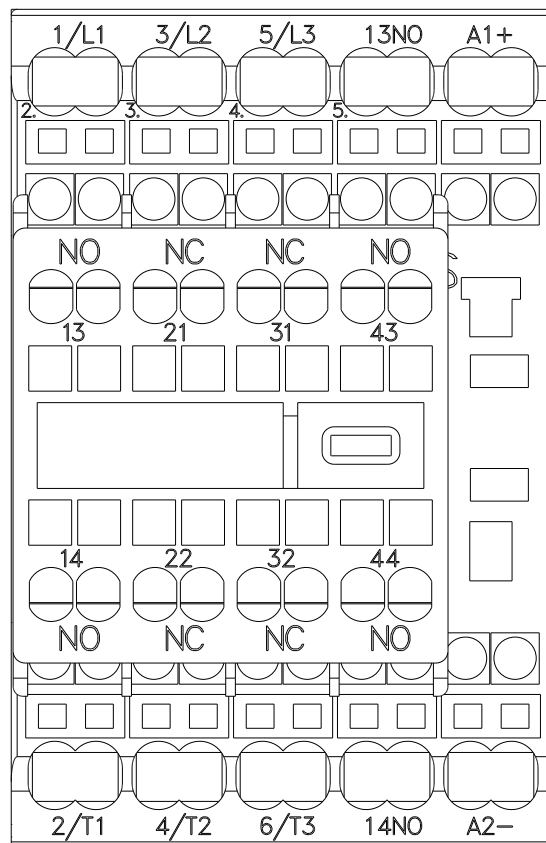 1/L1 3/L2 5/L3 13NO A1+
2. 3. 4. 5.
NO NC NC NO
13 21 31 43
14 22 32 44
NO NC NC NO
2/T1 4/T2 6/T3 14NO A2−